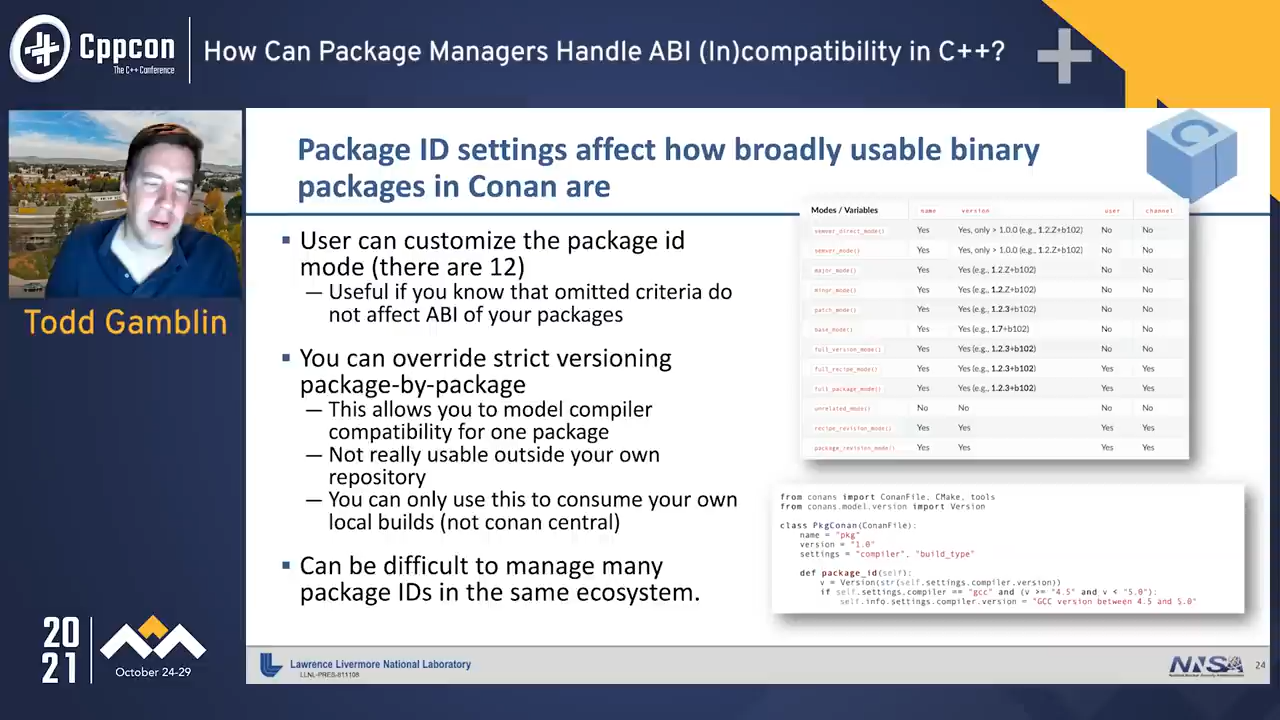 Cppcon
The C++ Conference
How Can Package Managers Handle ABI (In)compatibility in C++?
Todd Gamblin
20
21
October 24-29
Package ID settings affect how broadly usable binary
packages in Conan are
▪ User can customize the package id
mode (there are 12)
— Useful if you know that omitted criteria do
not affect ABI of your packages
▪ You can override strict versioning
package-by-package
— This allows you to model compiler
compatibility for one package
— Not really usable outside your own
repository
— You can only use this to consume your own
local builds (not conan central)
▪ Can be difficult to manage many
package IDs in the same ecosystem.
Modes / Variables name version user channel
semver_direct_mode() Yes Yes, only > 1.0.0 (e.g., 1.2.Z+b102) No No
semver_mode() Yes Yes, only > 1.0.0 (e.g., 1.2.Z+b102) No No
major_mode() Yes Yes (e.g., 1.2.Z+b102) No No
minor_mode() Yes Yes (e.g., 1.2.Z+b102) No No
patch_mode() Yes Yes (e.g., 1.2.3+b102) No No
base_mode() Yes Yes (e.g., 1.7+b102) No No
full_version_mode() Yes Yes (e.g., 1.2.3+b102) No No
full_recipe_mode() Yes Yes (e.g., 1.2.3+b102) Yes Yes
full_package_mode() Yes Yes (e.g., 1.2.3+b102) Yes Yes
unrelated_mode() No No No No
recipe_revision_mode() Yes Yes Yes Yes
package_revision_mode() Yes Yes Yes Yes
from conans import ConanFile, CMake, tools
from conans.model.version import Version
class PkgConan(ConanFile):
name = "pkg"
version = "1.0"
settings = "compiler", "build_type"
def package_id(self):
v = Version(str(self.settings.compiler.version))
if self.settings.compiler == "gcc" and (v >= "4.5" and v < "5.0"):
self.info.settings.compiler.version = "GCC version between 4.5 and 5.0"
Lawrence Livermore National Laboratory
LLNL-PRES-811108
NNSA
National Nuclear Security Administration
24